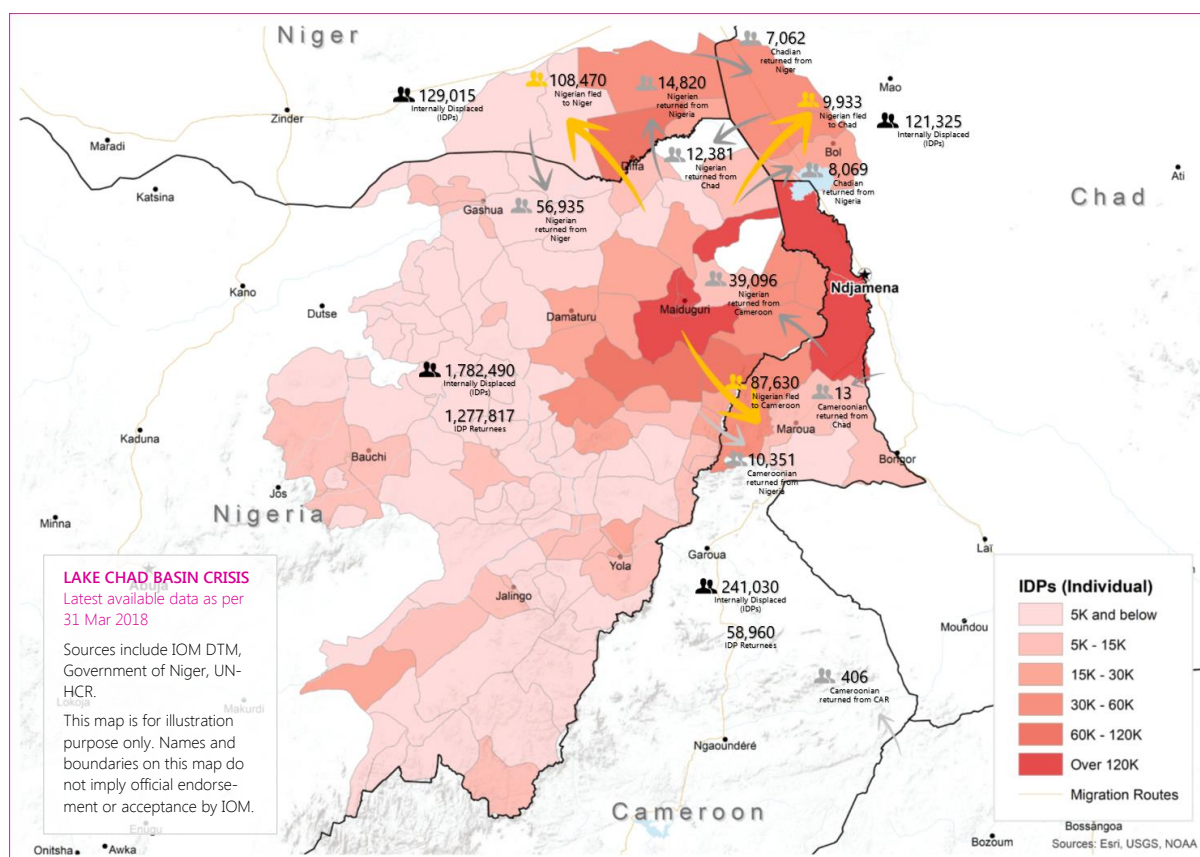 Niger
7,062
Chadian
returned from
Niger
108,470
Nigerian fled
to Niger
14,820
Nigerian
returned from
Nigeria
129,015
Internally Displaced
(IDPs)
Mao
9,933
Nigerian fled
to Chad
121,325
Internally Displaced
(IDPs)
Zinder
Maradi
Diffa
12,381
Nigerian
returned from
Chad
Bol
8,069
Chadian
returned from
Nigeria
Ati
Katsina
Chad
Gashua
56,935
Nigerian
returned from
Niger
39,096
Nigerian
returned from
Cameroon
Ndjamena
Kano
Dutse
Damaturu
Maiduguri
1,782,490
Internally Displaced
(IDPs)
1,277,817
IDP Returnees
87,630
Nigerian fled
to Cameroon
13
Cameroonian
returned from
Chad
Kaduna
Maroua
Bauchi
Bongor
10,351
Cameroonian
returned from
Nigeria
Jos
Nigeria
Minna
Garoua
Laï
Yola
241,030
Internally Displaced
(IDPs)
58,960
IDP Returnees
Jalingo
Moundou
406
Cameroonian
returned from CAR
Ngaoundéré
Cameroon
LAKE CHAD BASIN CRISIS
Latest available data as per
31 Mar 2018
Abuja
Sources include IOM DTM,
Government of Niger, UN-
HCR.
Lokoja
Makurdi
This map is for illustration
purpose only. Names and
boundaries on this map do
not imply official endorse-
ment or acceptance by IOM.
Enugu
Onitsha
Awka
IDPs (Individual)
5K and below
5K - 15K
15K - 30K
30K - 60K
60K - 120K
Over 120K
Migration Routes
Bossangoa
Bozoum
Sources: Esri, USGS, NOAA